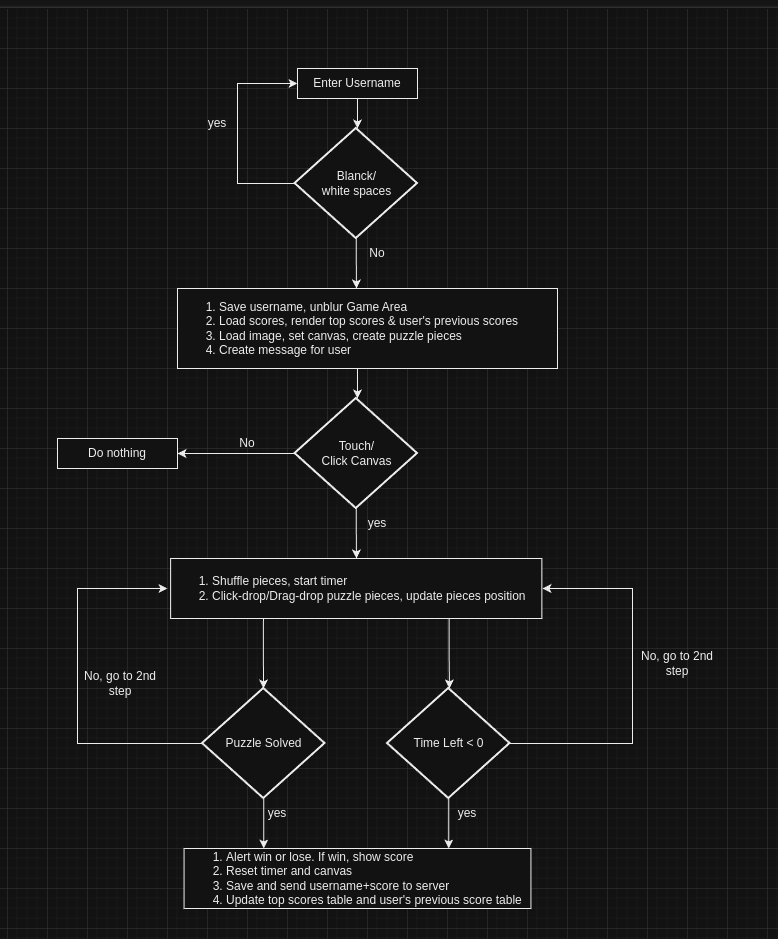 Enter Username
yes
Blanck/
white spaces
No
1. Save username, unblur Game Area
2. Load scores, render top scores & user's previous scores
3. Load image, set canvas, create puzzle pieces
4. Create message for user
No
Do nothing
Touch/
Click Canvas
yes
1. Shuffle pieces, start timer
2. Click-drop/Drag-drop puzzle pieces, update pieces position
No, go to 2nd
step
No, go to 2nd
step
Puzzle Solved
Time Left < 0
yes
yes
1. Alert win or lose. If win, show score
2. Reset timer and canvas
3. Save and send username+score to server
4. Update top scores table and user's previous score table